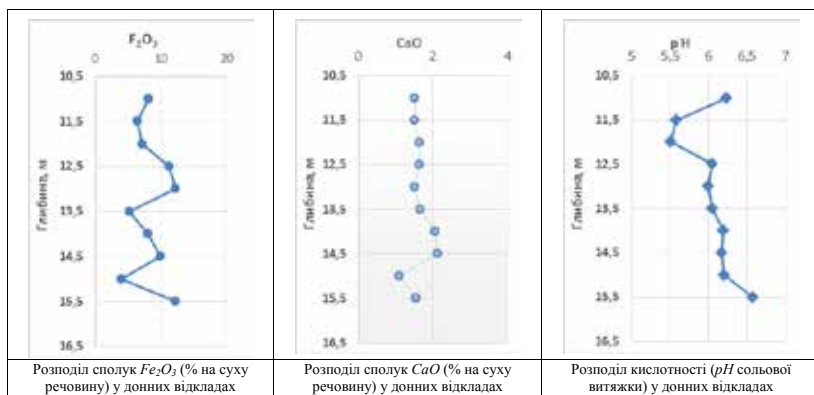 F₂O₃
0 10 20
10,5
11,5
12,5
13,5
14,5
15,5
16,5
Глибина, м
CaO
0 2 4
10,5
11,5
12,5
13,5
14,5
15,5
16,5
Глибина, м
pH
5 5,5 6 6,5 7
10,5
11,5
12,5
13,5
14,5
15,5
16,5
Глибина, м
Розподіл сполук Fe₂O₃ (% на суху
речовину) у донних відкладах
Розподіл сполук CaO (% на суху
речовину) у донних відкладах
Розподіл кислотності (pH сольової
витяжки) у донних відкладах